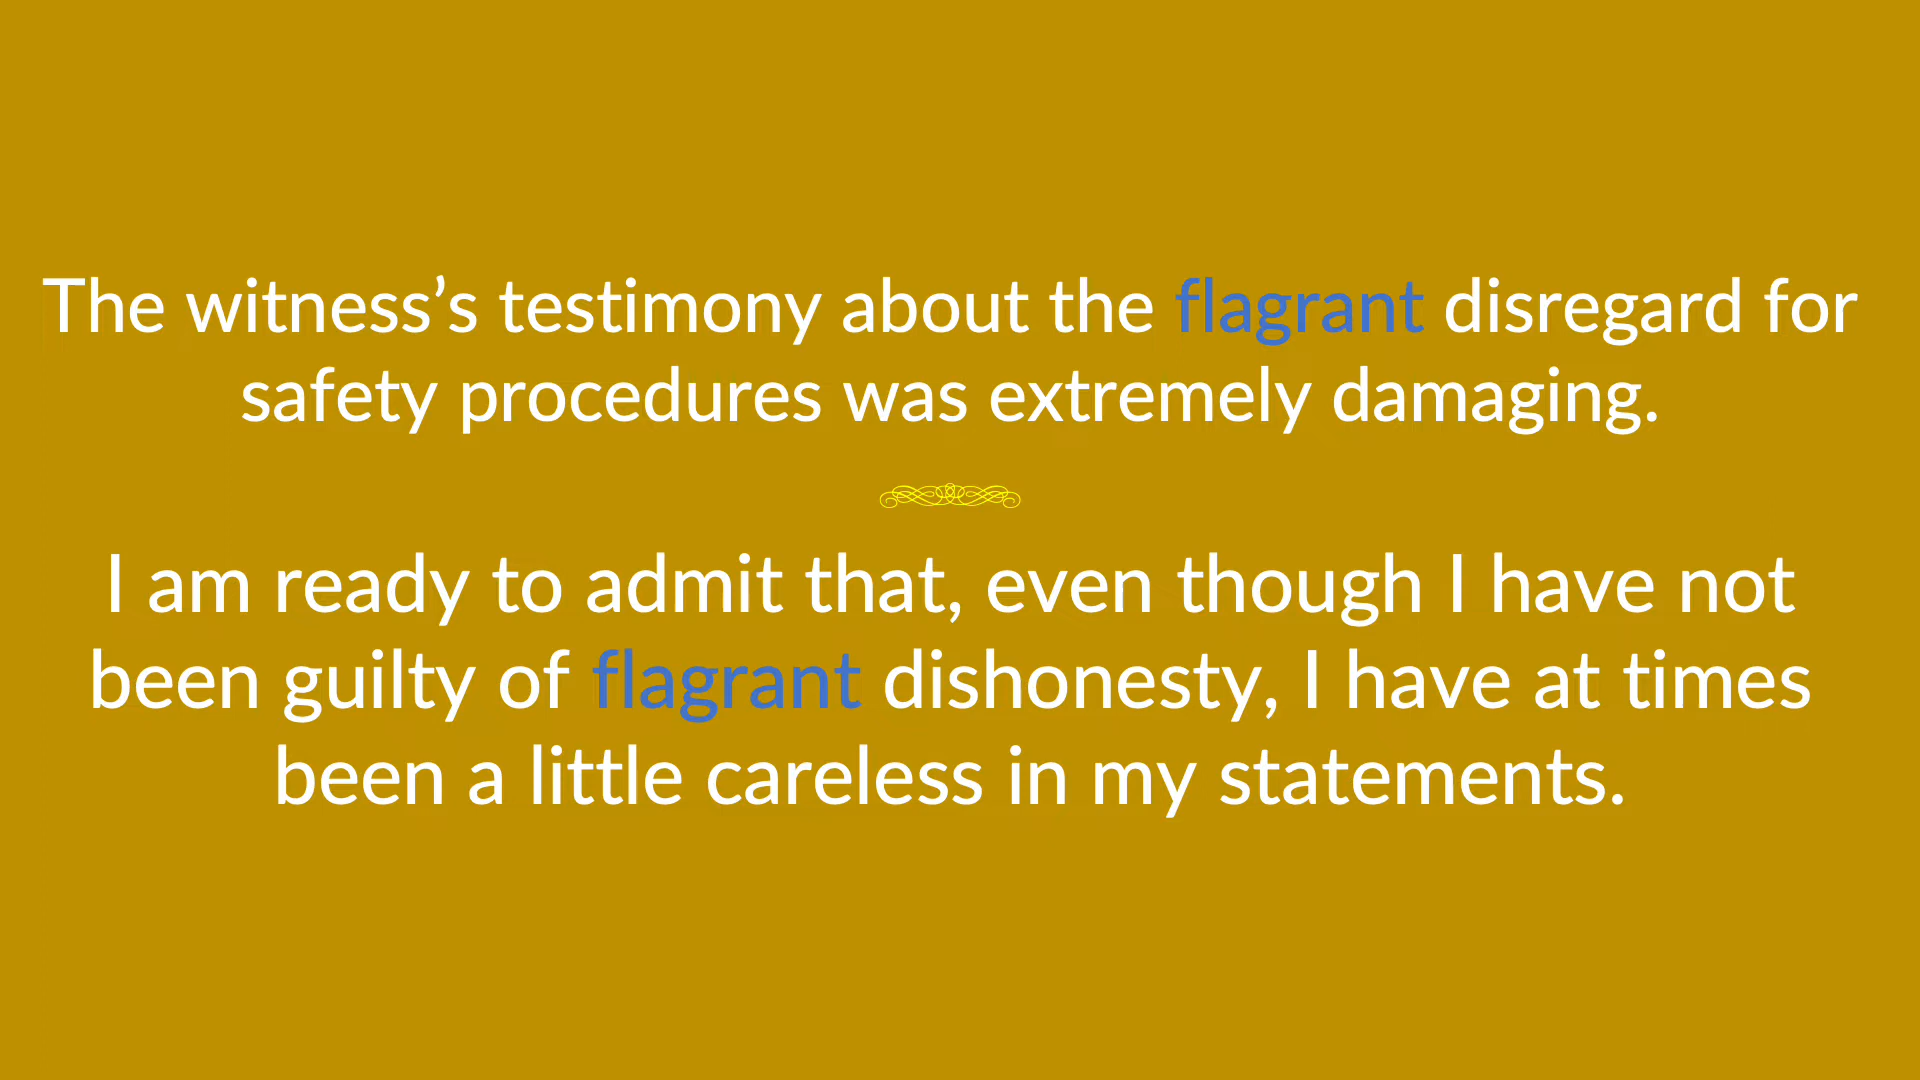 The witness’s testimony about the flagrant disregard for
safety procedures was extremely damaging.
I am ready to admit that, even though I have not
been guilty of flagrant dishonesty, I have at times
been a little careless in my statements.